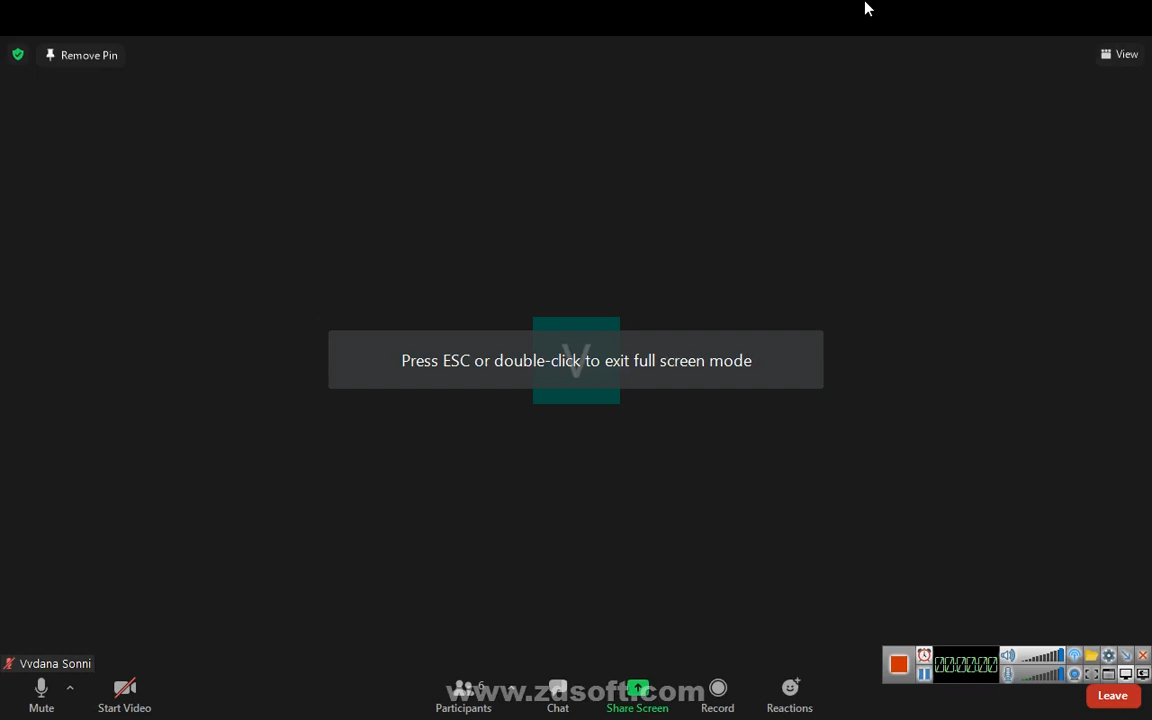 Remove Pin
View
V
Press ESC or double-click to exit full screen mode
Vvdana Sonni
Mute
Start Video
6
Participants
Chat
Share Screen
Record
Reactions
Leave
www.zdsoft.com